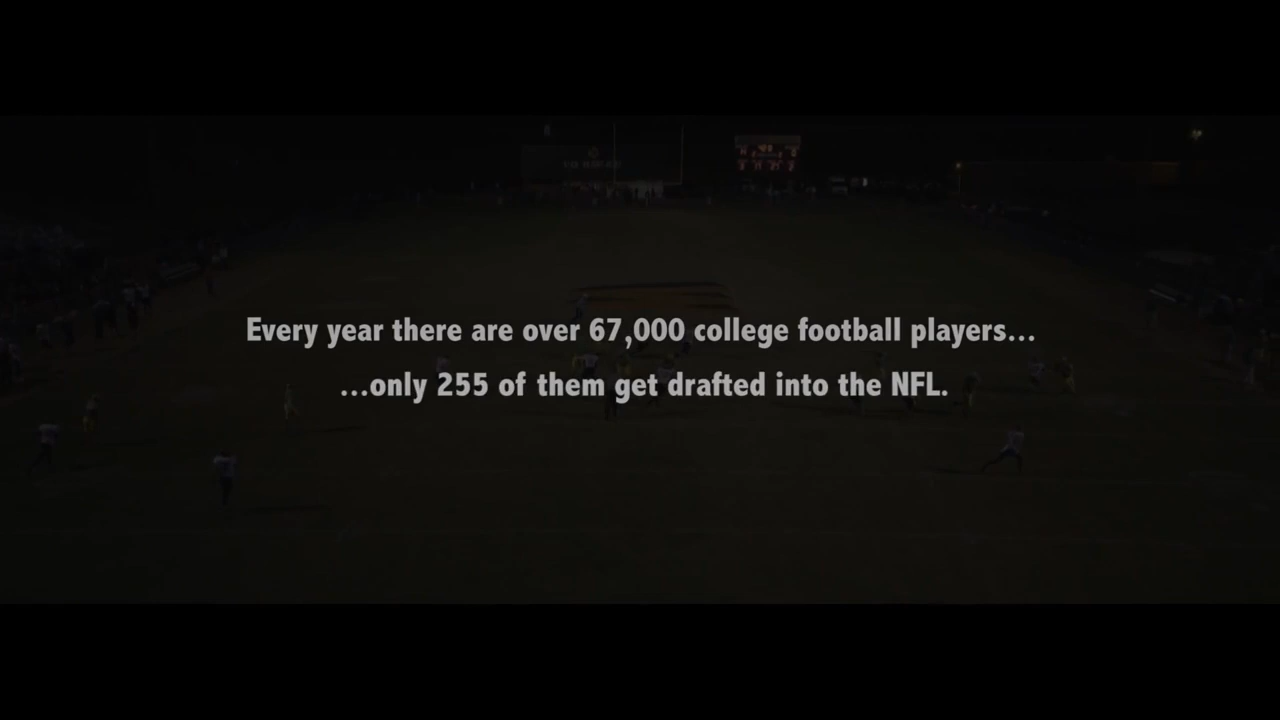 Every year there are over 67,000 college football players...
...only 255 of them get drafted into the NFL.